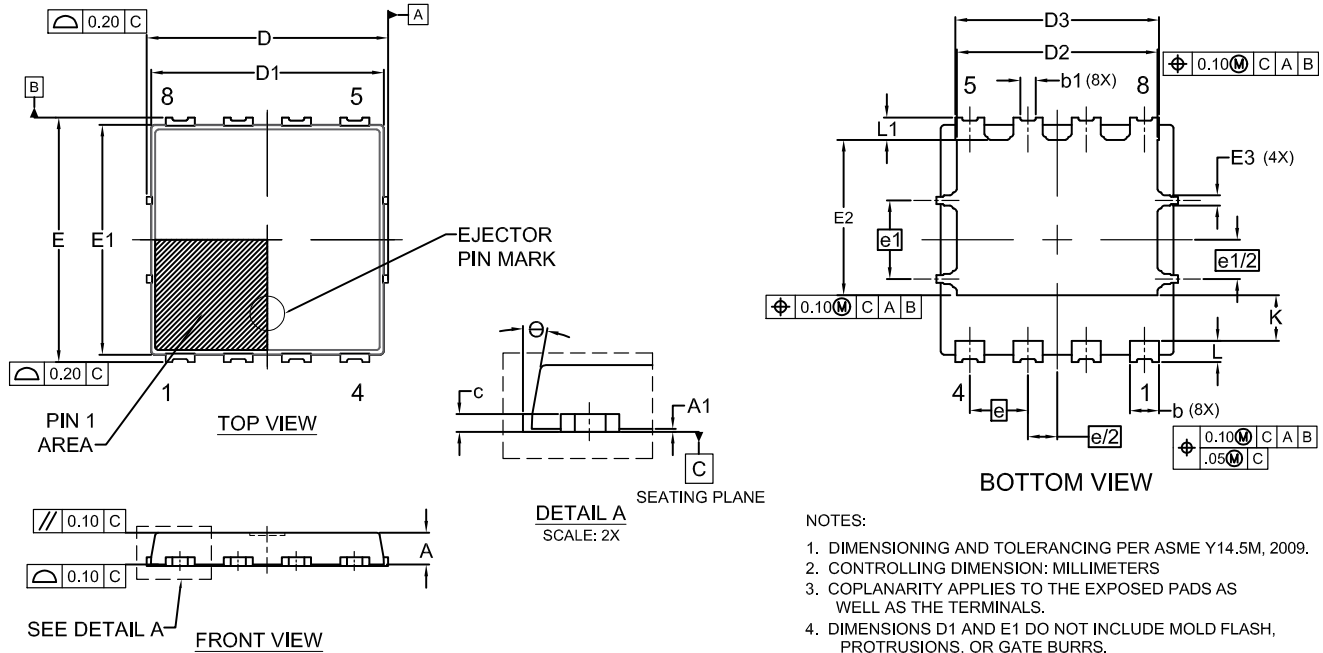 ⌓ 0.20 C
D
A
D1
B
8 5
E E1
EJECTOR
PIN MARK
⌓ 0.20 C
1 4
PIN 1
AREA
TOP VIEW
// 0.10 C
⌓ 0.10 C
A
SEE DETAIL A
FRONT VIEW
Θ
c
A1
C
SEATING PLANE
DETAIL A
SCALE: 2X
D3
D2
⌖ 0.10Ⓜ C A B
5 b1 (8X) 8
L1
E3 (4X)
E2
e1
e1/2
⌖ 0.10Ⓜ C A B
K
L
4 1
e
b (8X)
e/2
⌖ 0.10Ⓜ C A B
.05Ⓜ C
BOTTOM VIEW
NOTES:
1. DIMENSIONING AND TOLERANCING PER ASME Y14.5M, 2009.
2. CONTROLLING DIMENSION: MILLIMETERS
3. COPLANARITY APPLIES TO THE EXPOSED PADS AS
WELL AS THE TERMINALS.
4. DIMENSIONS D1 AND E1 DO NOT INCLUDE MOLD FLASH,
PROTRUSIONS. OR GATE BURRS.